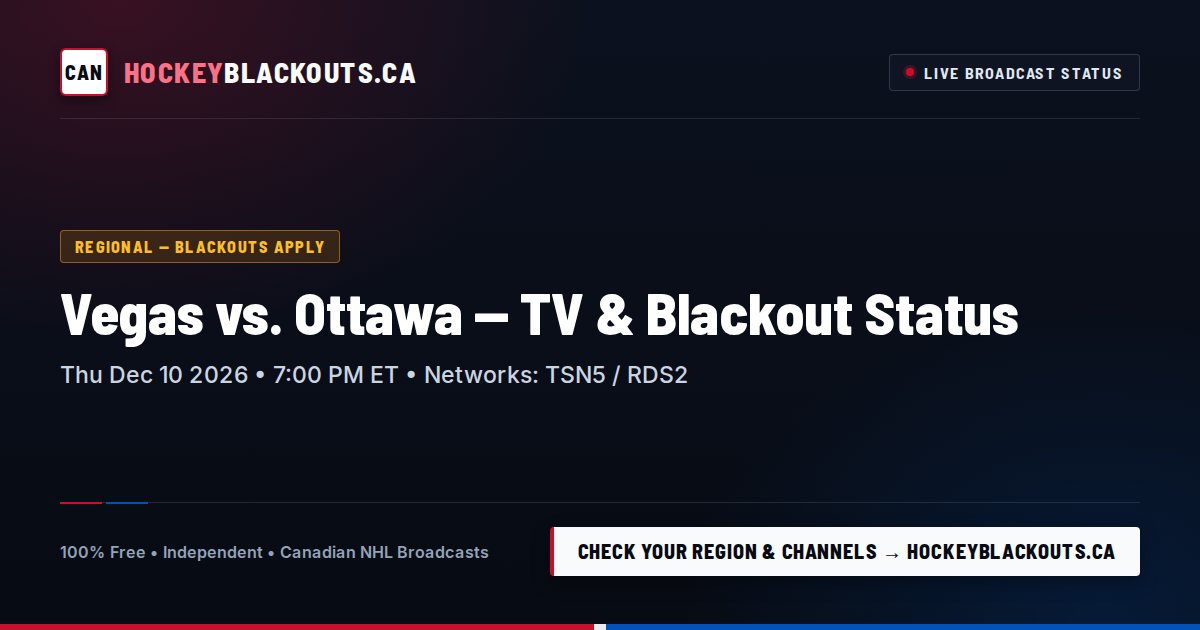 CAN
HOCKEYBLACKOUTS.CA
LIVE BROADCAST STATUS
REGIONAL — BLACKOUTS APPLY
Vegas vs. Ottawa — TV & Blackout Status
Thu Dec 10 2026 • 7:00 PM ET • Networks: TSN5 / RDS2
100% Free • Independent • Canadian NHL Broadcasts
CHECK YOUR REGION & CHANNELS → HOCKEYBLACKOUTS.CA